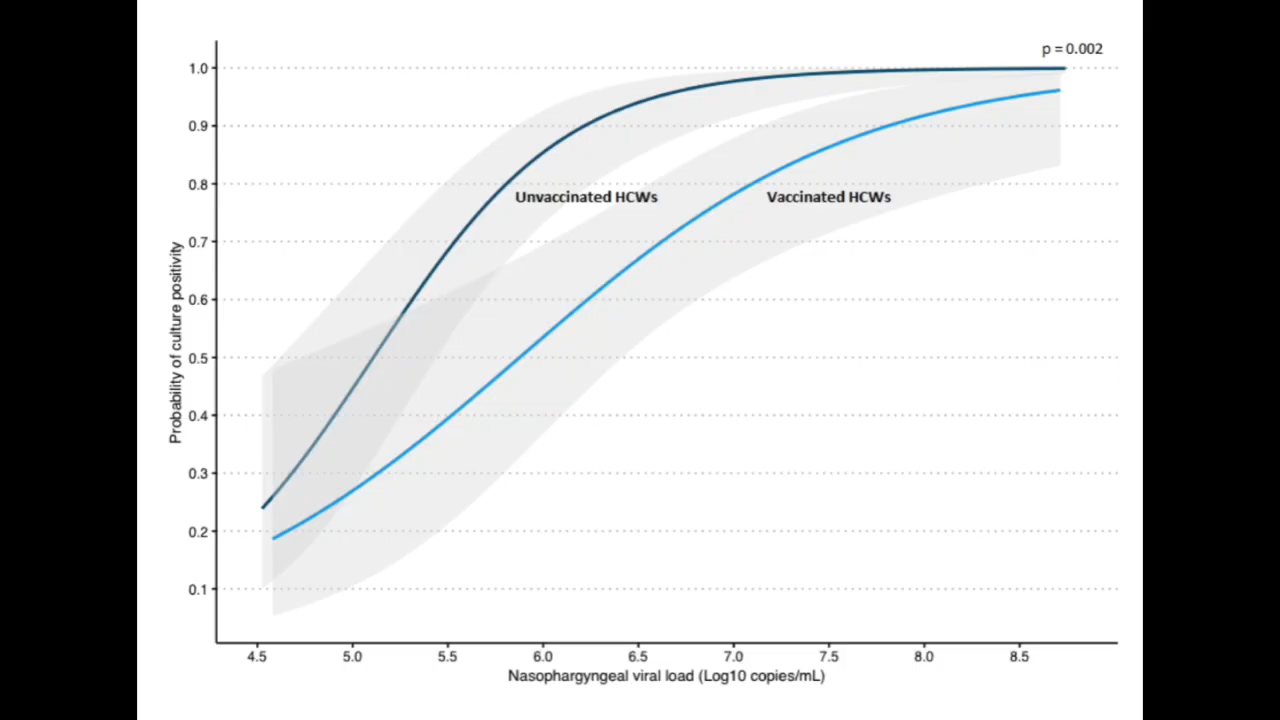 p = 0.002
1.0
0.9
0.8
0.7
0.6
0.5
0.4
0.3
0.2
0.1
Probability of culture positivity
Unvaccinated HCWs
Vaccinated HCWs
4.5 5.0 5.5 6.0 6.5 7.0 7.5 8.0 8.5
Nasophargyngeal viral load (Log10 copies/mL)